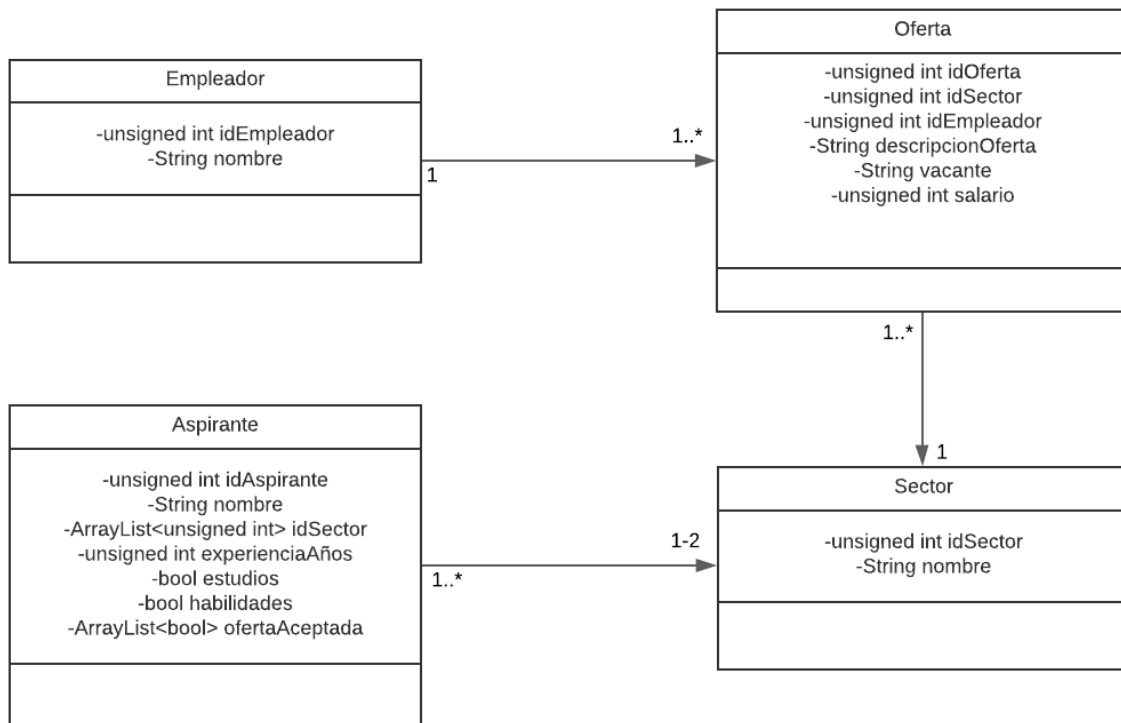 Empleador
-unsigned int idEmpleador
-String nombre
1
1..*
Oferta
-unsigned int idOferta
-unsigned int idSector
-unsigned int idEmpleador
-String descripcionOferta
-String vacante
-unsigned int salario
1..*
1
Aspirante
-unsigned int idAspirante
-String nombre
-ArrayList<unsigned int> idSector
-unsigned int experienciaAños
-bool estudios
-bool habilidades
-ArrayList<bool> ofertaAceptada
1..*
1-2
Sector
-unsigned int idSector
-String nombre